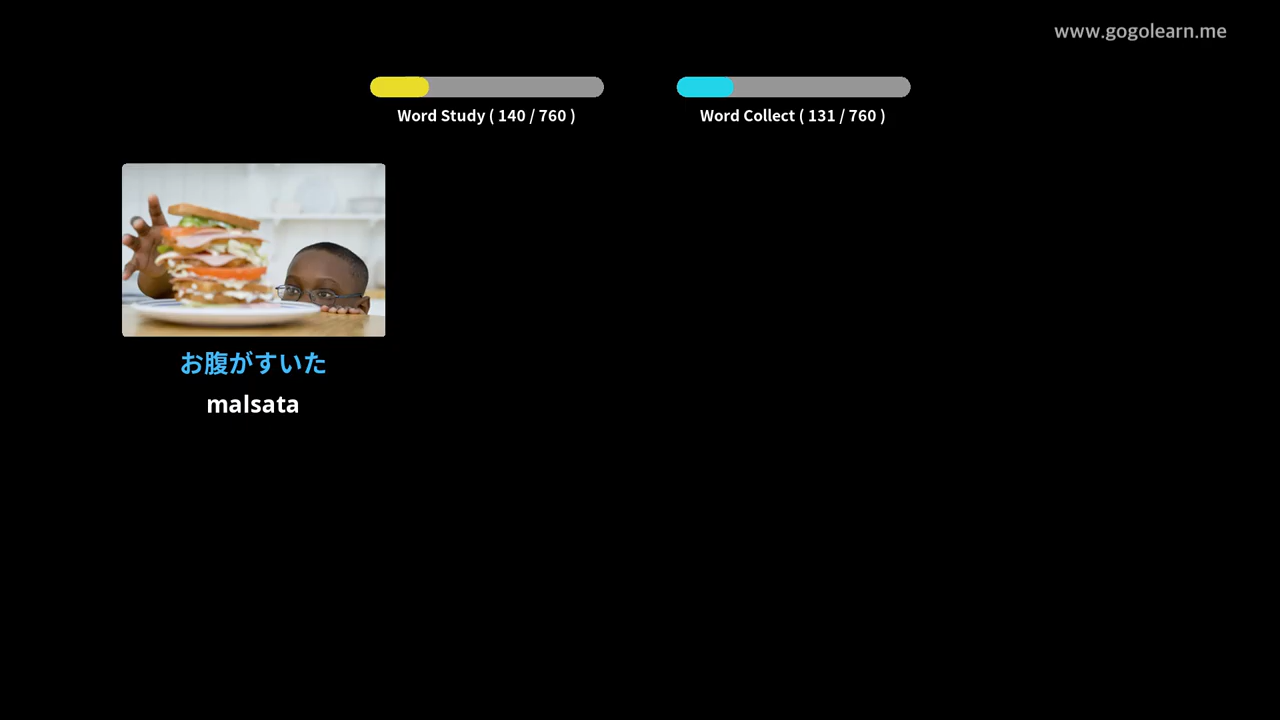 www.gogolearn.me
Word Study ( 140 / 760 )
Word Collect ( 131 / 760 )
お腹がすいた
malsata